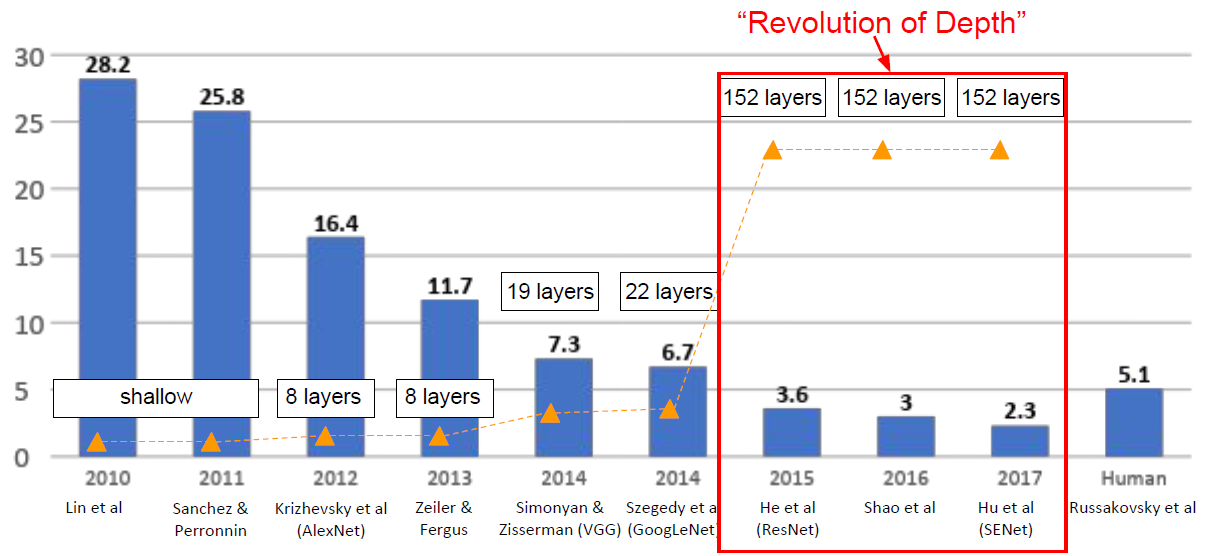 “Revolution of Depth”
30
28.2
25.8
152 layers
152 layers
152 layers
25
20
16.4
15
11.7
19 layers
22 layers
10
7.3
6.7
5
shallow
8 layers
8 layers
3.6
3
2.3
5.1
0
2010
2011
2012
2013
2014
2014
2015
2016
2017
Human
Lin et al
Sanchez &
Perronnin
Krizhevsky et al
(AlexNet)
Zeiler &
Fergus
Simonyan &
Zisserman (VGG)
Szegedy et al
(GoogLeNet)
He et al
(ResNet)
Shao et al
Hu et al
(SENet)
Russakovsky et al